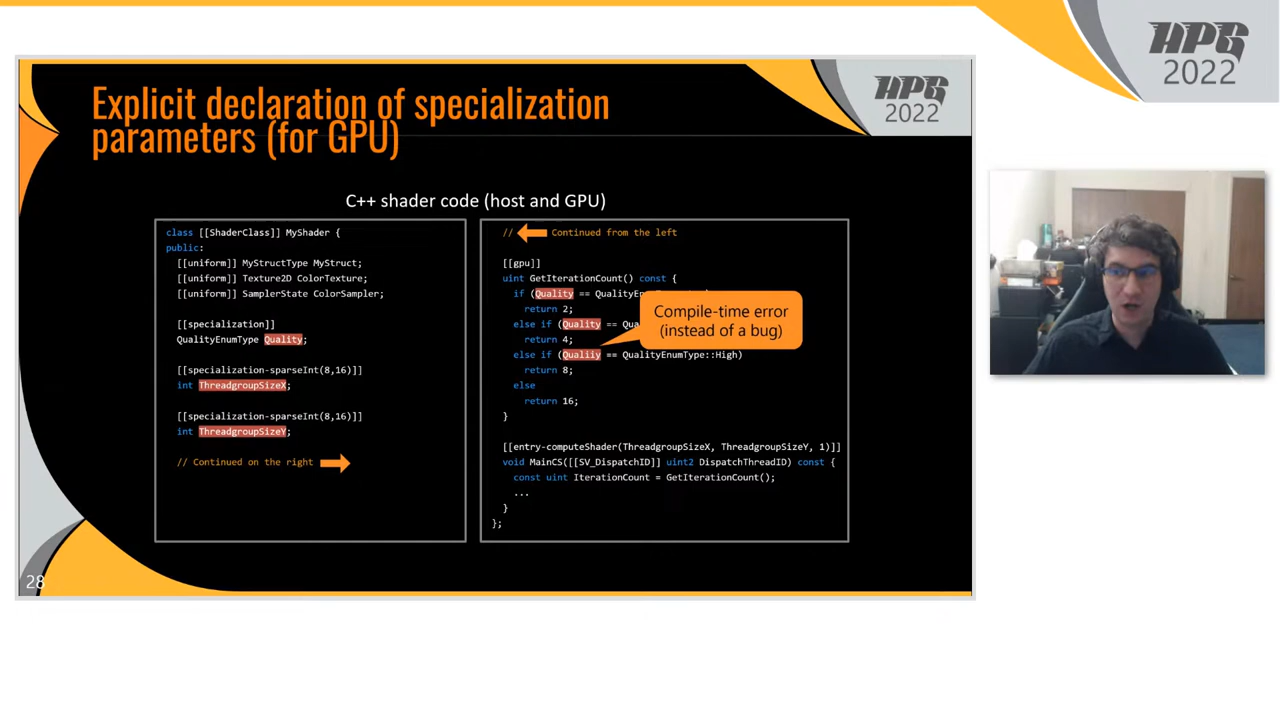 HPG
2022
Explicit declaration of specialization
parameters (for GPU)
HPG
2022
C++ shader code (host and GPU)
class [[ShaderClass]] MyShader {
public:
[[uniform]] MyStructType MyStruct;
[[uniform]] Texture2D ColorTexture;
[[uniform]] SamplerState ColorSampler;
[[specialization]]
QualityEnumType Quality;
[[specialization-sparseInt(8,16)]]
int ThreadgroupSizeX;
[[specialization-sparseInt(8,16)]]
int ThreadgroupSizeY;
// Continued on the right
// Continued from the left
[[gpu]]
uint GetIterationCount() const {
if (Quality == QualityEnu
return 2;
else if (Quality == Qua
return 4;
else if (Qualiiy == QualityEnumType::High)
return 8;
else
return 16;
}
Compile-time error
(instead of a bug)
[[entry-computeShader(ThreadgroupSizeX, ThreadgroupSizeY, 1)]]
void MainCS([[SV_DispatchID]] uint2 DispatchThreadID) const {
const uint IterationCount = GetIterationCount();
...
}
};
28